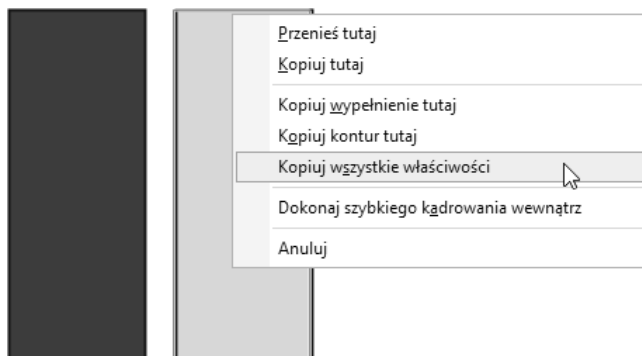 Przenieś tutaj
Kopiuj tutaj
Kopiuj wypełnienie tutaj
Kopiuj kontur tutaj
Kopiuj wszystkie właściwości
Dokonaj szybkiego kadrowania wewnątrz
Anuluj